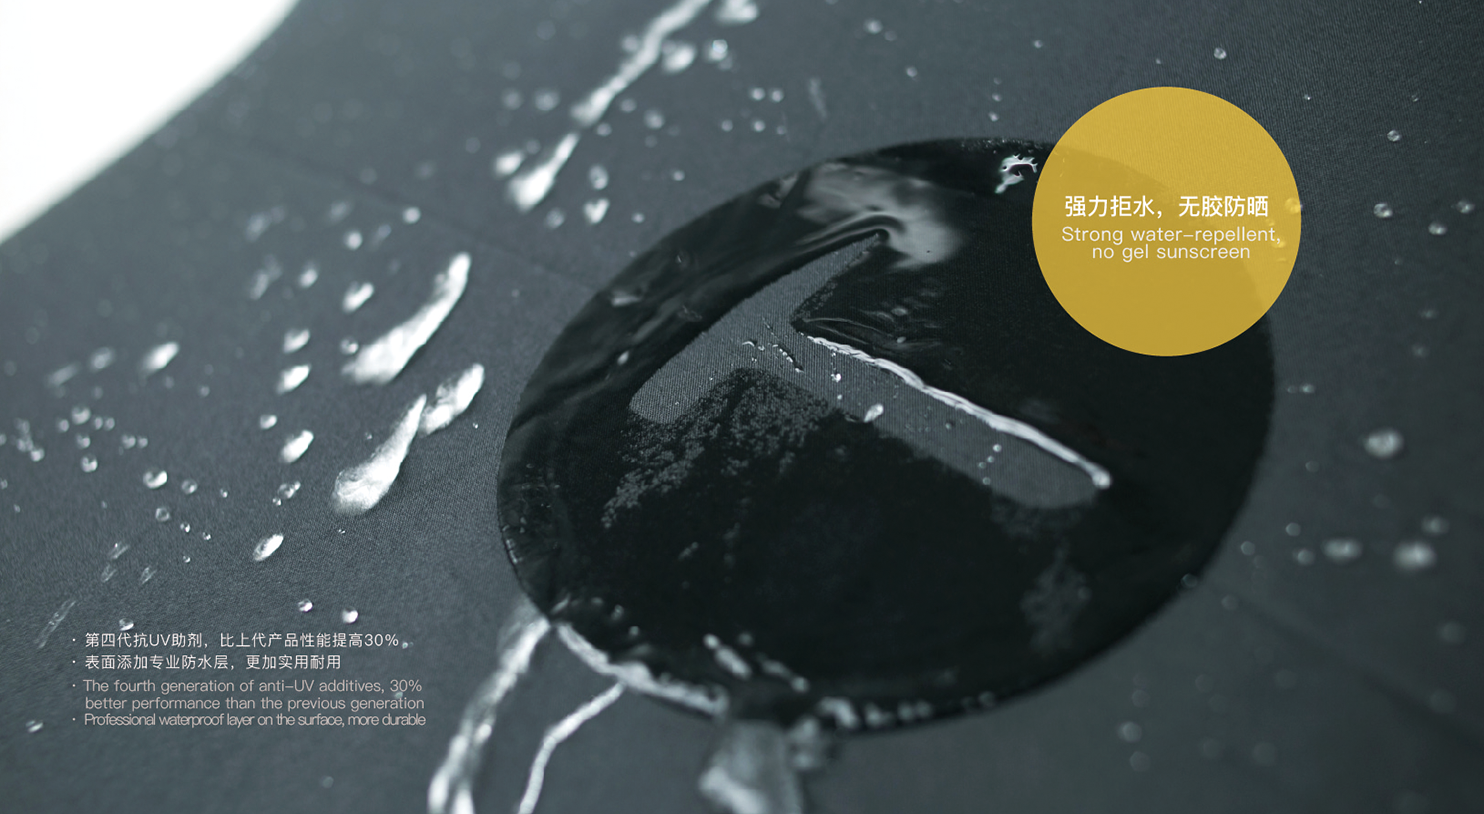 强力拒水，无胶防晒
Strong water-repellent,
no gel sunscreen
· 第四代抗UV助剂，比上代产品性能提高30%。
· 表面添加专业防水层，更加实用耐用
· The fourth generation of anti-UV additives, 30%
better performance than the previous generation
· Professional waterproof layer on the surface, more durable